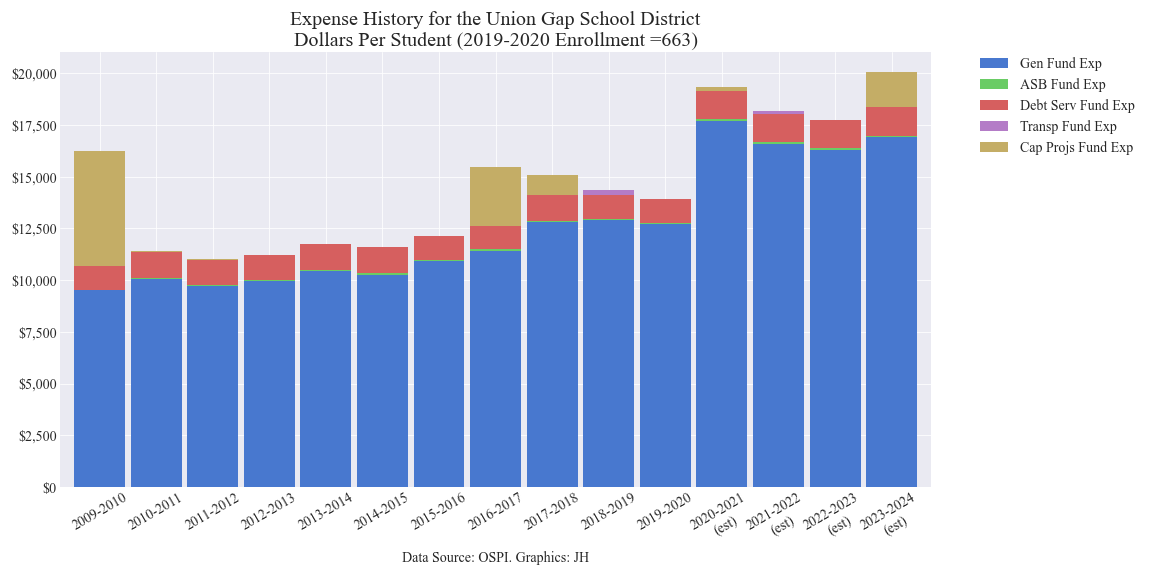 Expense History for the Union Gap School District
Dollars Per Student (2019-2020 Enrollment =663)
$20,000
$17,500
$15,000
$12,500
$10,000
$7,500
$5,000
$2,500
$0
2009-2010
2010-2011
2011-2012
2012-2013
2013-2014
2014-2015
2015-2016
2016-2017
2017-2018
2018-2019
2019-2020
2020-2021
(est)
2021-2022
(est)
2022-2023
(est)
2023-2024
(est)
Data Source: OSPI. Graphics: JH
Gen Fund Exp
ASB Fund Exp
Debt Serv Fund Exp
Transp Fund Exp
Cap Projs Fund Exp